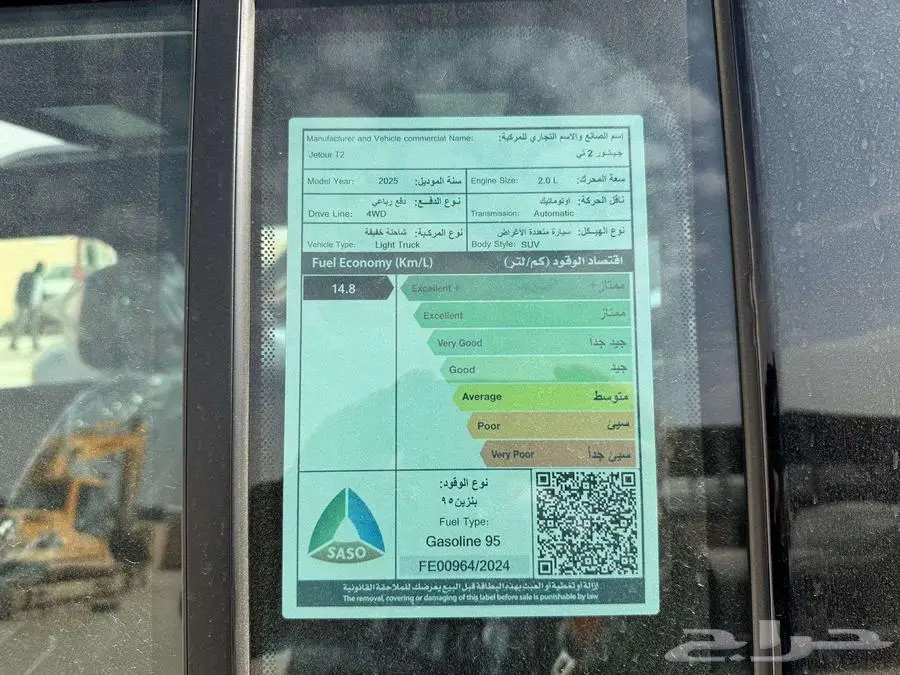 Manufacturer and Vehicle commercial Name: إسم الصانع والاسم التجاري للمركبة:
Jetour T2 جيتور 2 تي
Model Year: 2025 سنة الموديل: Engine Size: 2.0 L سعة المحرك:
نوع الدفع: دفع رباعي
Drive Line: 4WD
ناقل الحركة: اوتوماتيك
Transmission: Automatic
نوع المركبة: شاحنة خفيفة
Vehicle Type: Light Truck
نوع الهيكل: سيارة متعددة الأغراض
Body Style: SUV
Fuel Economy (Km/L) اقتصاد الوقود (كم/لتر)
14.8
Excellent + ممتاز+
Excellent ممتاز
Very Good جيد جداً
Good جيد
Average متوسط
Poor سيئ
Very Poor سيئ جداً
SASO
نوع الوقود:
بنزين ٩٥
Fuel Type:
Gasoline 95
FE00964/2024
إزالة أو تغطية أو العبث بهذه البطاقة قبل البيع يعرضك للملاحقة القانونية
The removal, covering or damaging of this label before sale is punishable by law
حراج